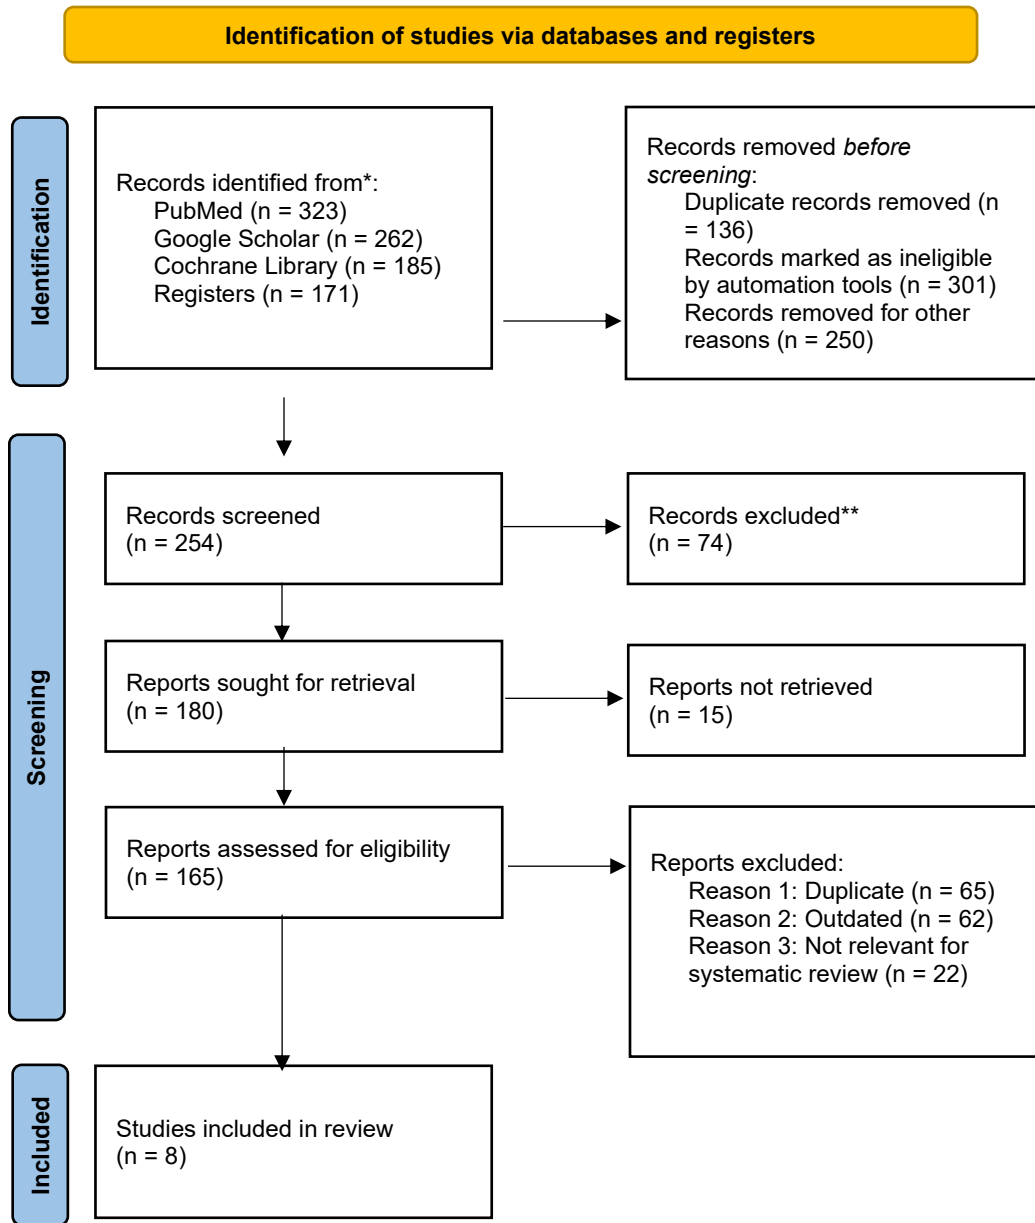 Identification of studies via databases and registers
Identification
Records identified from*:
PubMed (n = 323)
Google Scholar (n = 262)
Cochrane Library (n = 185)
Registers (n = 171)
Records removed before
screening:
Duplicate records removed (n
= 136)
Records marked as ineligible
by automation tools (n = 301)
Records removed for other
reasons (n = 250)
Screening
Records screened
(n = 254)
Records excluded**
(n = 74)
Reports sought for retrieval
(n = 180)
Reports not retrieved
(n = 15)
Reports assessed for eligibility
(n = 165)
Reports excluded:
Reason 1: Duplicate (n = 65)
Reason 2: Outdated (n = 62)
Reason 3: Not relevant for
systematic review (n = 22)
Included
Studies included in review
(n = 8)